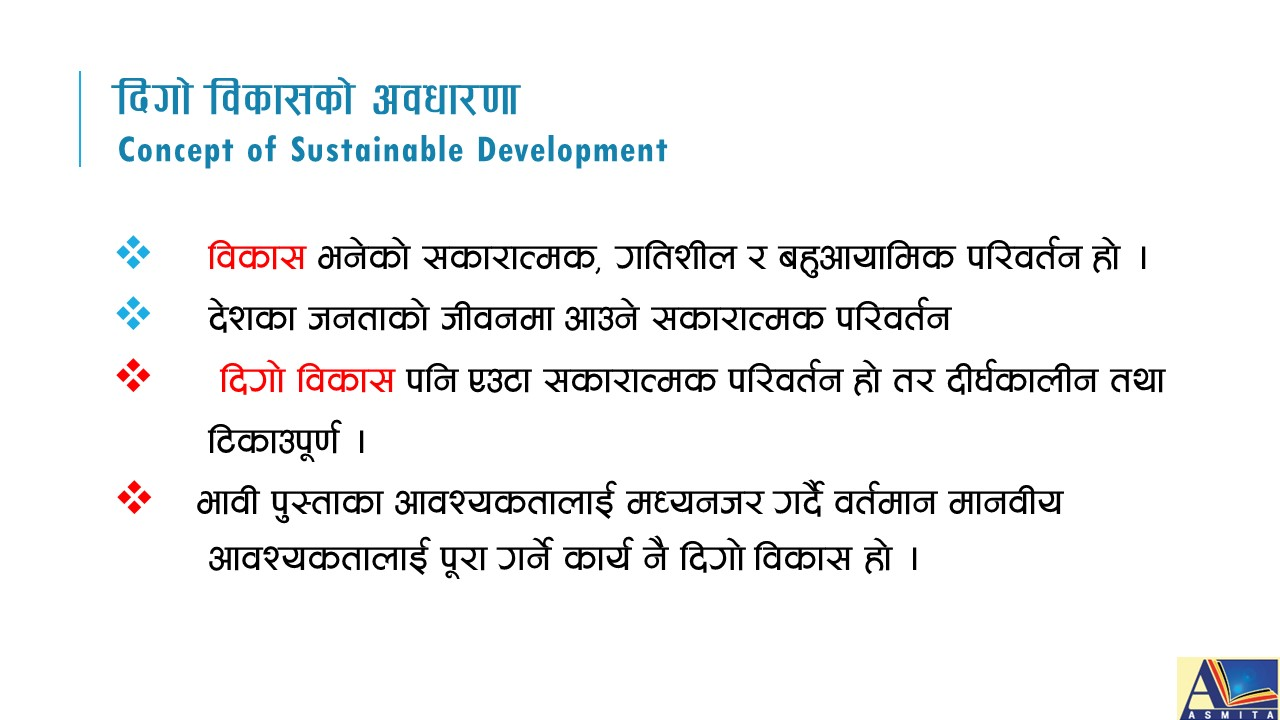 दिगो विकासको अवधारणा
Concept of Sustainable Development
विकास भनेको सकारात्मक, गतिशील र बहुआयामिक परिवर्तन हो ।
देशका जनताको जीवनमा आउने सकारात्मक परिवर्तन
दिगो विकास पनि एउटा सकारात्मक परिवर्तन हो तर दीर्घकालीन तथा
टिकाउपूर्ण ।
भावी पुस्ताका आवश्यकतालाई मध्यनजर गर्दै वर्तमान मानवीय
आवश्यकतालाई पूरा गर्ने कार्य नै दिगो विकास हो ।
ASMITA